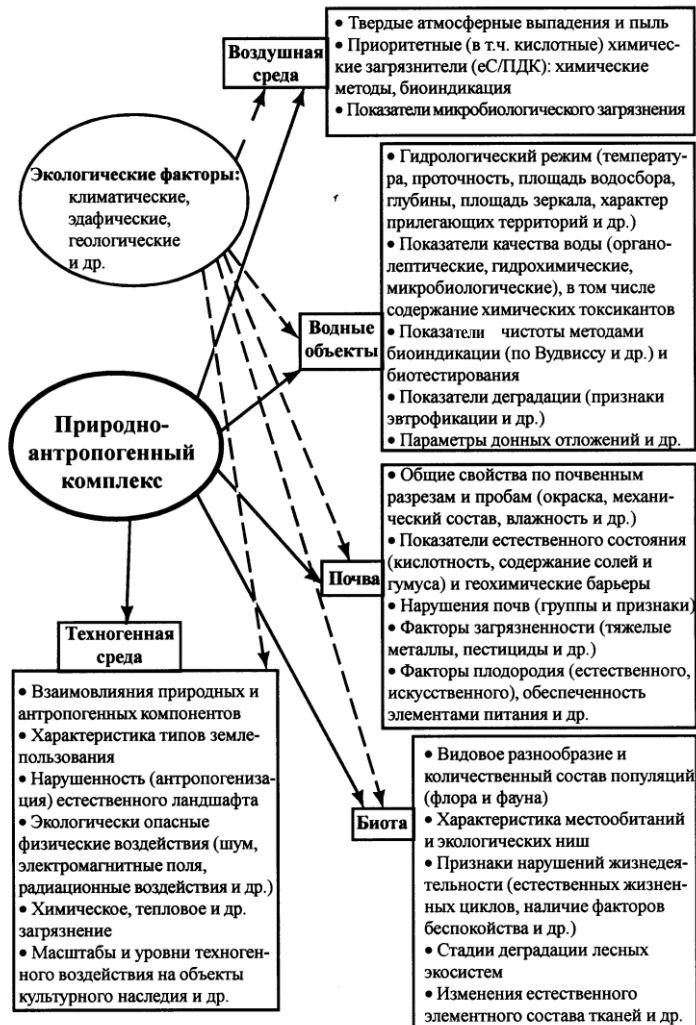 Воздушная
среда
• Твердые атмосферные выпадения и пыль
• Приоритетные (в т.ч. кислотные) химичес-
кие загрязнители (еС/ПДК): химические
методы, биоиндикация
• Показатели микробиологического загрязнения
Экологические факторы:
климатические,
эдафические,
геологические
и др.
Водные
объекты
• Гидрологический режим (температу-
ра, проточность, площадь водосбора,
глубины, площадь зеркала, характер
прилегающих территорий и др.)
• Показатели качества воды (органо-
лептические, гидрохимические,
микробиологические), в том числе
содержание химических токсикантов
• Показатели чистоты методами
биоиндикации (по Вудвиссу и др.) и
биотестирования
• Показатели деградации (признаки
эвтрофикации и др.)
• Параметры донных отложений и др.
Природно-
антропогенный
комплекс
Почва
• Общие свойства по почвенным
разрезам и пробам (окраска, механи-
ческий состав, влажность и др.)
• Показатели естественного состояния
(кислотность, содержание солей и
гумуса) и геохимические барьеры
• Нарушения почв (группы и признаки)
• Факторы загрязненности (тяжелые
металлы, пестициды и др.)
• Факторы плодородия (естественного,
искусственного), обеспеченность
элементами питания и др.
Техногенная
среда
• Взаимовлияния природных и
антропогенных компонентов
• Характеристика типов земле-
пользования
• Нарушенность (антропогениза-
ция) естественного ландшафта
• Экологически опасные
физические воздействия (шум,
электромагнитные поля,
радиационные воздействия и др.)
• Химическое, тепловое и др.
загрязнение
• Масштабы и уровни техноген-
ного воздействия на объекты
культурного наследия и др.
Биота
• Видовое разнообразие и
количественный состав популяций
(флора и фауна)
• Характеристика местообитаний
и экологических ниш
• Признаки нарушений жизнедея-
тельности (естественных жизнен-
ных циклов, наличие факторов
беспокойства и др.)
• Стадии деградации лесных
экосистем
• Изменения естественного
элементного состава тканей и др.